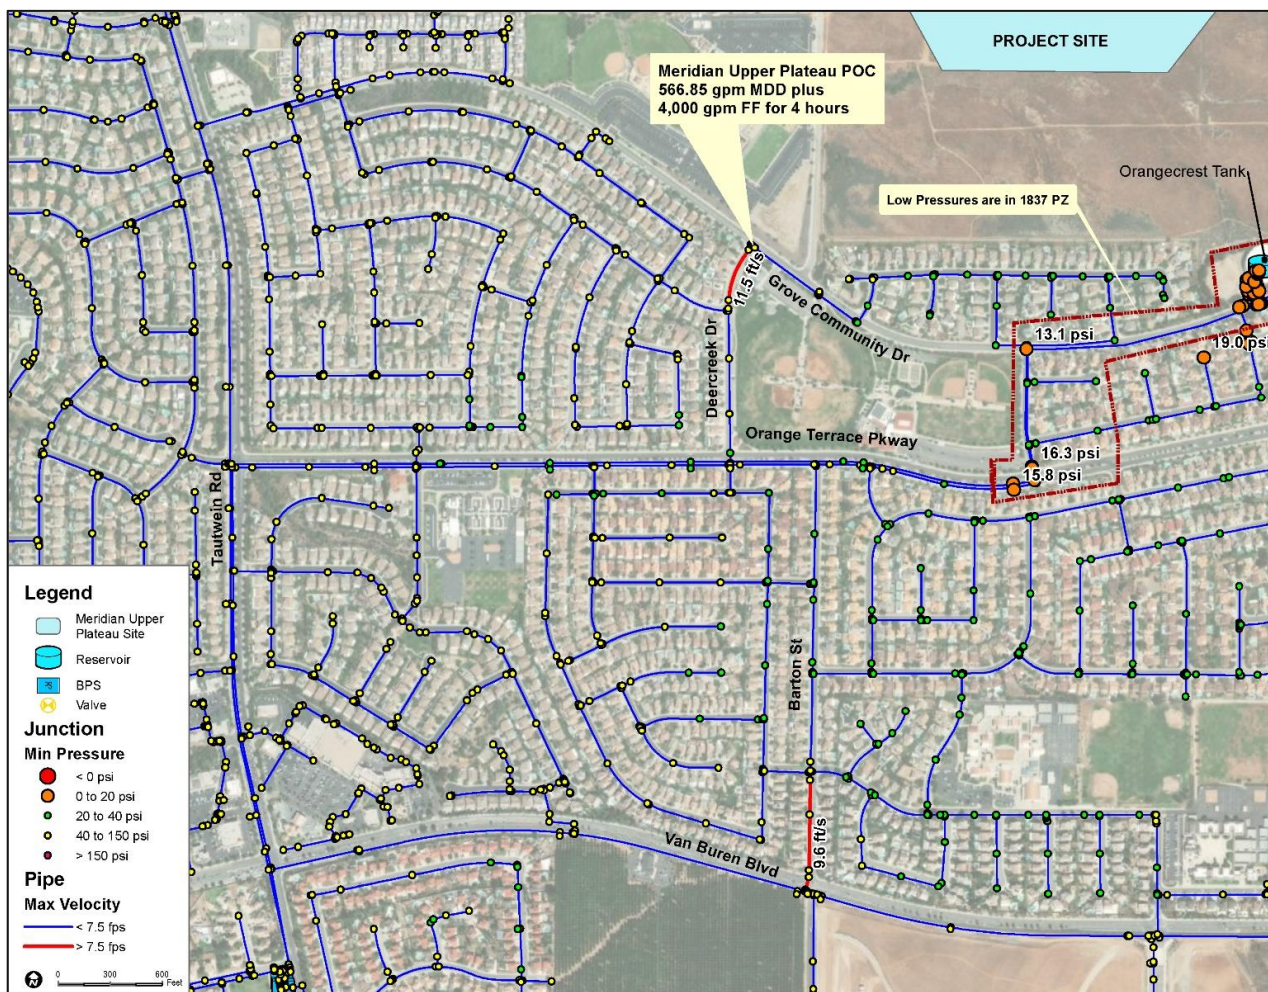 PROJECT SITE
Meridian Upper Plateau POC
566.85 gpm MDD plus
4,000 gpm FF for 4 hours
Orangecrest Tank
Low Pressures are in 1837 PZ
11.5 ft/s
Grove Community Dr
13.1 psi
19.0 psi
Deercreek Dr
Orange Terrace Pkway
16.3 psi
15.8 psi
Tautwein Rd
Barton St
Van Buren Blvd
9.6 ft/s
Legend
Meridian Upper
Plateau Site
Reservoir
PS
BPS
Valve
Junction
Min Pressure
< 0 psi
0 to 20 psi
20 to 40 psi
40 to 150 psi
> 150 psi
Pipe
Max Velocity
< 7.5 fps
> 7.5 fps
N
0 300 600
Feet